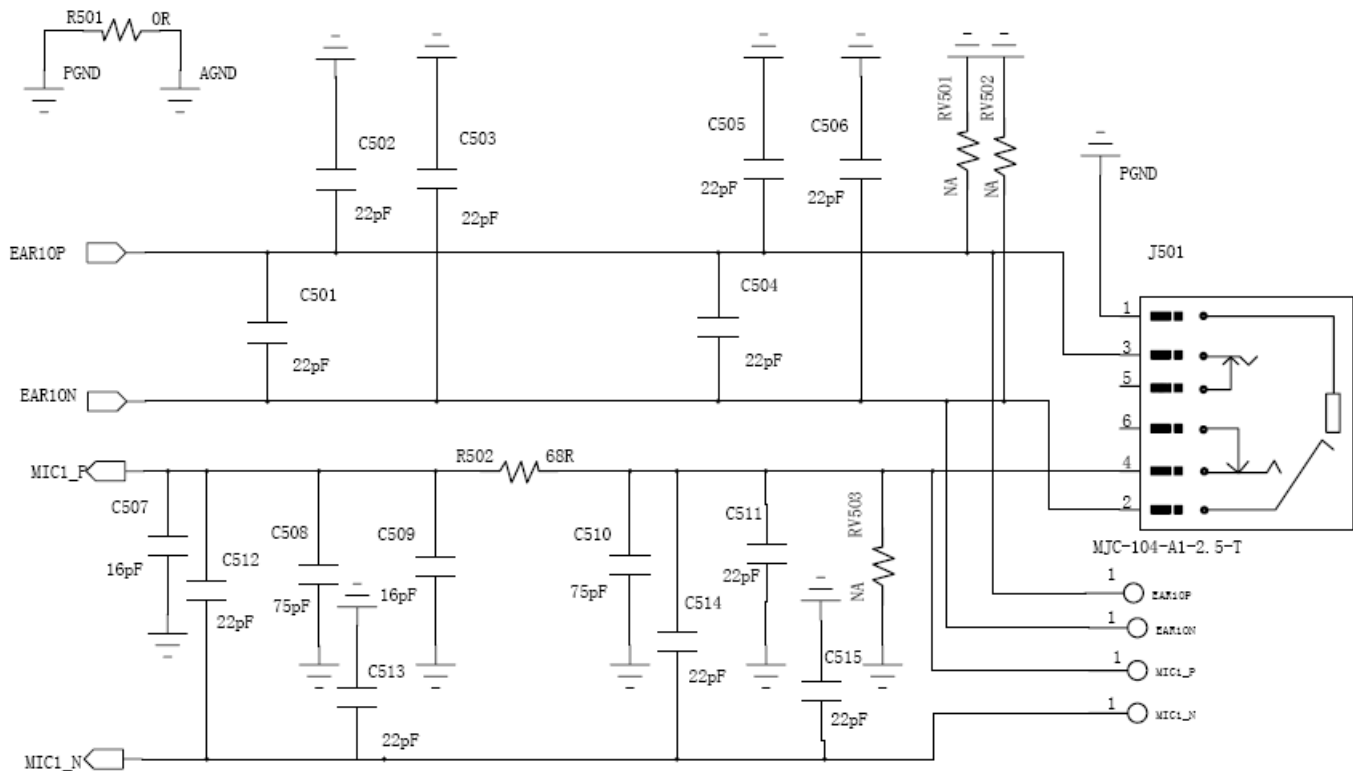 R501 0R
PGND AGND
C502
22pF
C503
22pF
C505
22pF
C506
22pF
RV501
NA
RV502
NA
PGND
J501
EAR1OP
C501
22pF
C504
22pF
EAR1ON
1
3
5
6
4
2
MJC-104-A1-2.5-T
MIC1_P
R502 68R
C507
16pF
C512
22pF
C508
75pF
C513
22pF
C509
16pF
C510
75pF
C514
22pF
C511
22pF
C515
22pF
RV503
NA
MIC1_N
1 EAR1OP
1 EAR1ON
1 MIC1_P
1 MIC1_N